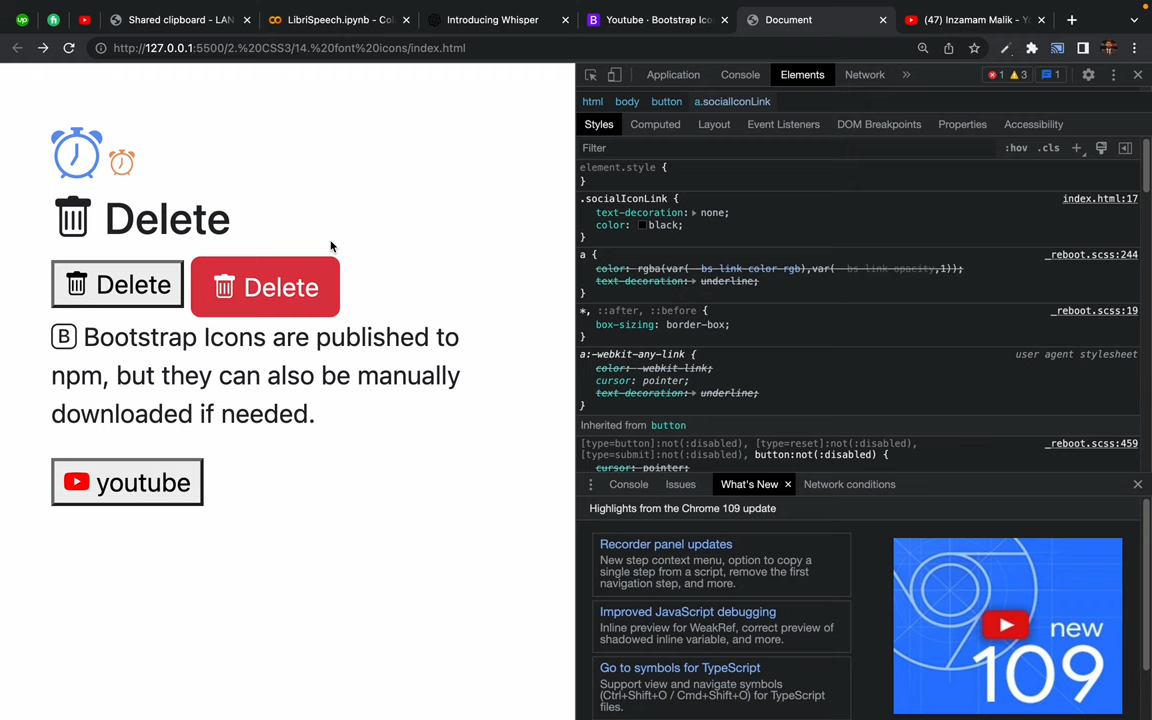 up
fi
Shared clipboard - LAN
LibriSpeech.ipynb - Col
Introducing Whisper
Youtube · Bootstrap Ico
Document
(47) Inzamam Malik - Yo
http://127.0.0.1:5500/2.%20CSS3/14.%20font%20icons/index.html
Application Console Elements Network » 1 3 1
html body button a.socialIconLink
Styles Computed Layout Event Listeners DOM Breakpoints Properties Accessibility
Filter :hov .cls
element.style {
}
.socialIconLink { index.html:17
text-decoration: none;
color: black;
}
a { _reboot.scss:244
color: rgba(var(--bs-link-color-rgb),var(--bs-link-opacity,1));
text-decoration: underline;
}
*, ::after, ::before { _reboot.scss:19
box-sizing: border-box;
}
a:-webkit-any-link { user agent stylesheet
color: -webkit-link;
cursor: pointer;
text-decoration: underline;
}
Inherited from button
[type=button]:not(:disabled), [type=reset]:not(:disabled), _reboot.scss:459
[type=submit]:not(:disabled), button:not(:disabled) {
cursor: pointer;
Console Issues What's New Network conditions
Highlights from the Chrome 109 update
Recorder panel updates
New step context menu, option to copy a
single step from a script, remove the first
navigation step, and more.
Improved JavaScript debugging
Inline preview for WeakRef, correct preview of
shadowed inline variable, and more.
Go to symbols for TypeScript
Support view and navigate symbols
(Ctrl+Shift+O / Cmd+Shift+O) for TypeScript
files.
new
109
Delete
Delete
Delete
B Bootstrap Icons are published to
npm, but they can also be manually
downloaded if needed.
youtube